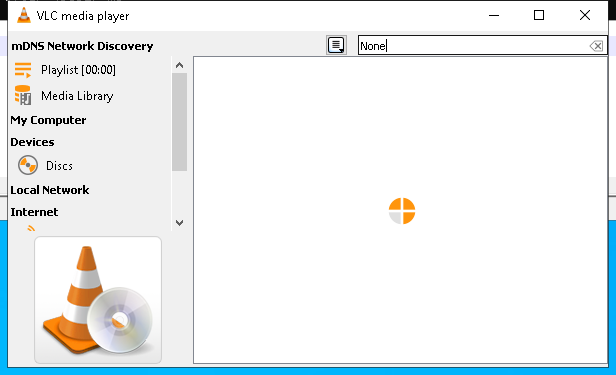 VLC media player
mDNS Network Discovery
None
Playlist [00:00]
Media Library
My Computer
Devices
Discs
Local Network
Internet